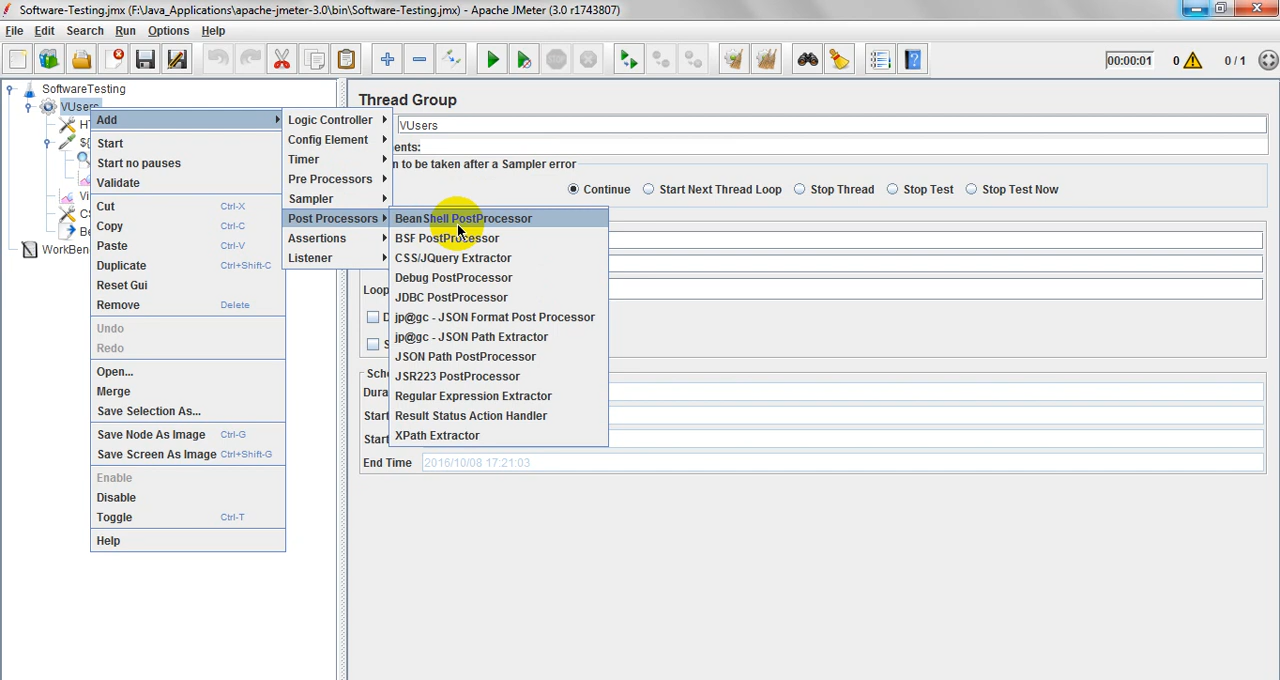 Software-Testing.jmx (F:\Java_Applications\apache-jmeter-3.0\bin\Software-Testing.jmx) - Apache JMeter (3.0 r1743807)
File Edit Search Run Options Help
00:00:01 0 0 / 1
SoftwareTesting
VUsers
WorkBen
Add
Start
Start no pauses
Validate
Cut Ctrl-X
Copy Ctrl-C
Paste Ctrl-V
Duplicate Ctrl+Shift-C
Reset Gui
Remove Delete
Undo
Redo
Open...
Merge
Save Selection As...
Save Node As Image Ctrl-G
Save Screen As Image Ctrl+Shift-G
Enable
Disable
Toggle Ctrl-T
Help
Logic Controller
Config Element
Timer
Pre Processors
Sampler
Post Processors
Assertions
Listener
BeanShell PostProcessor
BSF PostProcessor
CSS/JQuery Extractor
Debug PostProcessor
JDBC PostProcessor
jp@gc - JSON Format Post Processor
jp@gc - JSON Path Extractor
JSON Path PostProcessor
JSR223 PostProcessor
Regular Expression Extractor
Result Status Action Handler
XPath Extractor
Thread Group
VUsers
ents:
n to be taken after a Sampler error
Continue Start Next Thread Loop Stop Thread Stop Test Stop Test Now
Loop
Sche
Dura
Start
Start
End Time 2016/10/08 17:21:03